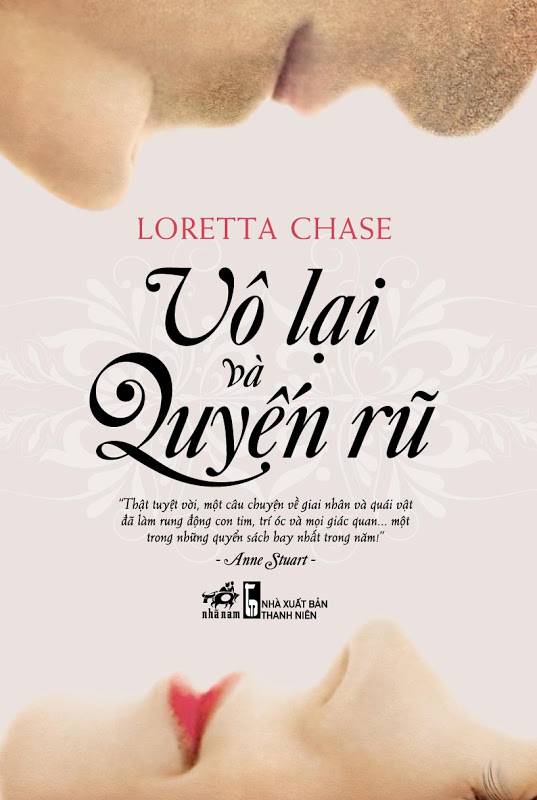 LORETTA CHASE
Vô lại
và
Quyến rũ
"Thật tuyệt vời, một câu chuyện về giai nhân và quái vật
đã làm rung động con tim, trí óc và mọi giác quan... một
trong những quyển sách hay nhất trong năm!"
- Anne Stuart -
nhã nam
NHÀ XUẤT BẢN
THANH NIÊN